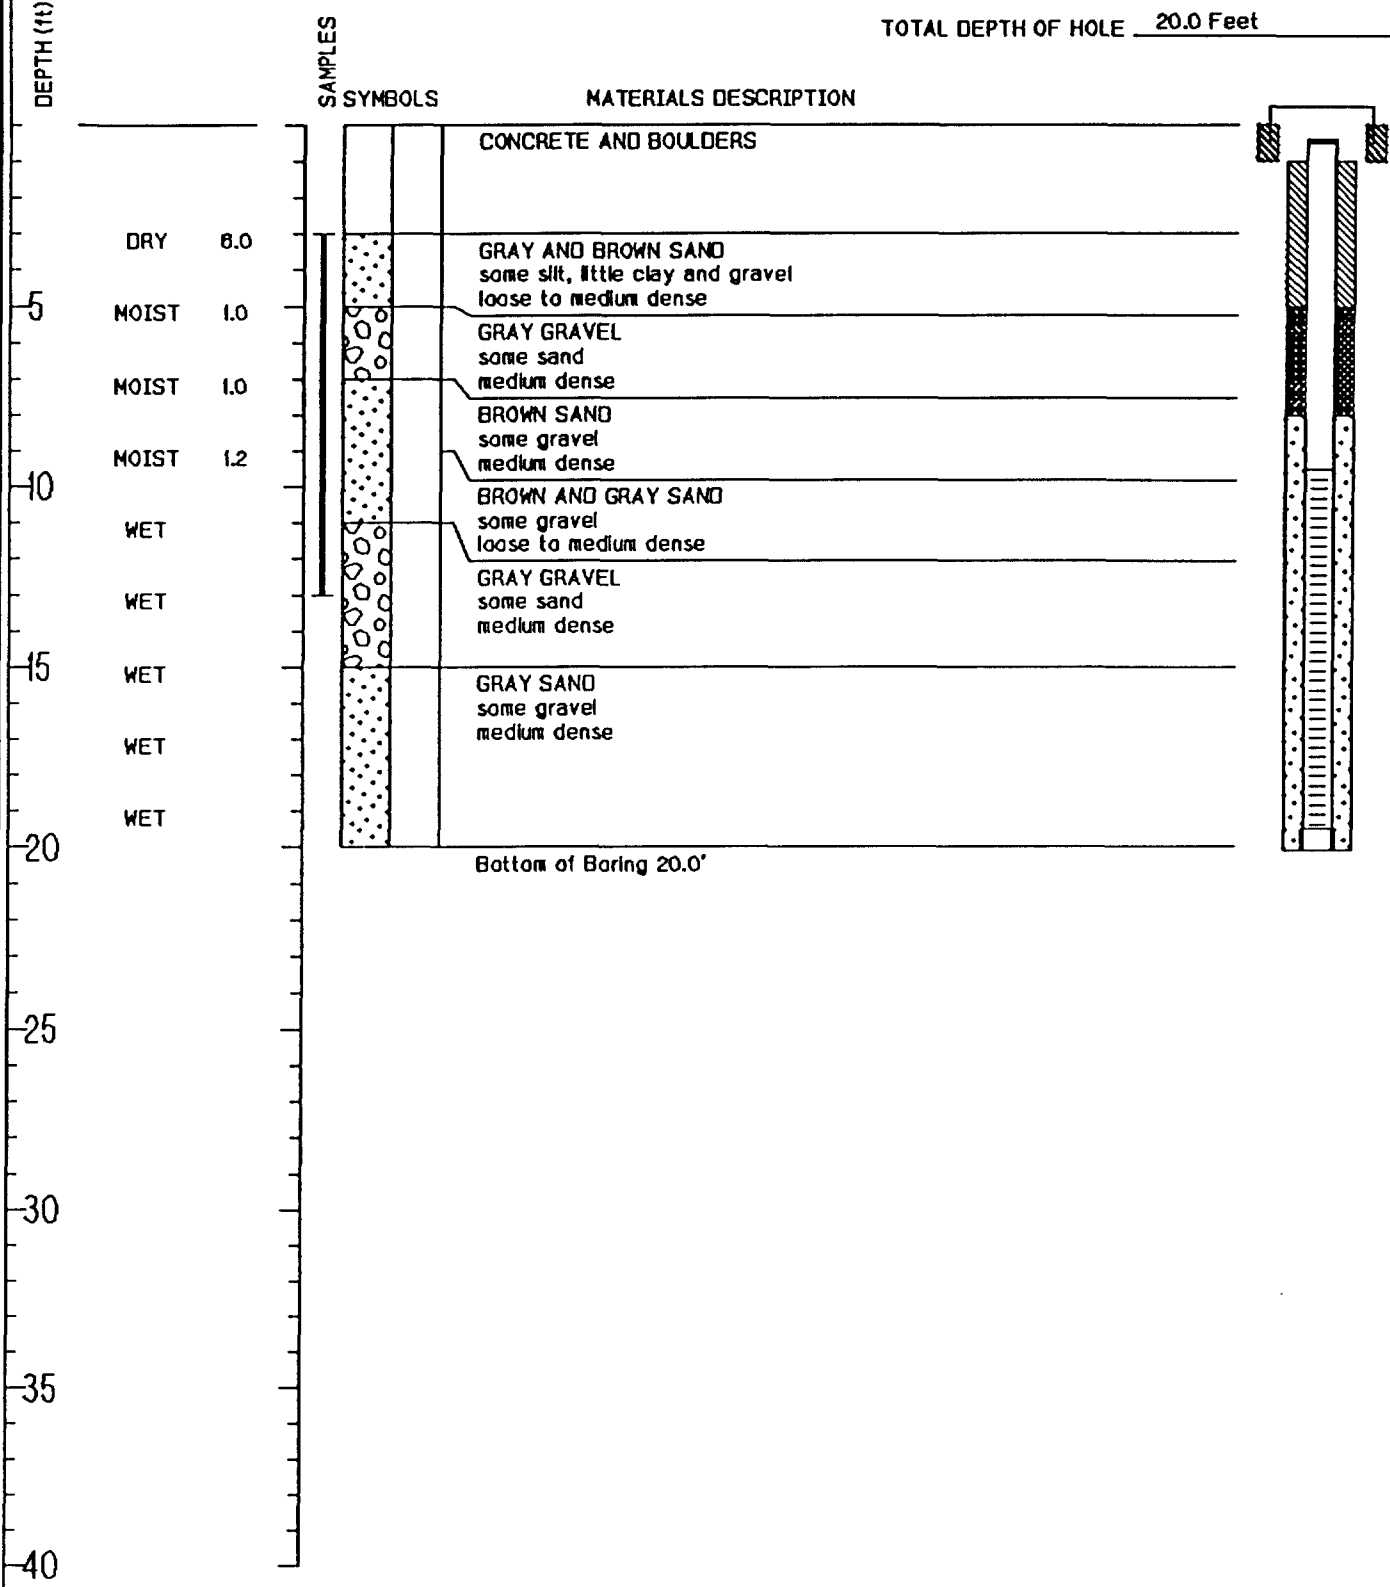 TOTAL DEPTH OF HOLE 20.0 Feet
DEPTH (ft)
SAMPLES
SYMBOLS
MATERIALS DESCRIPTION
CONCRETE AND BOULDERS
DRY 6.0
GRAY AND BROWN SAND
some silt, little clay and gravel
loose to medium dense
5
MOIST 1.0
GRAY GRAVEL
some sand
medium dense
MOIST 1.0
BROWN SAND
some gravel
medium dense
MOIST 1.2
10
BROWN AND GRAY SAND
some gravel
loose to medium dense
WET
GRAY GRAVEL
some sand
medium dense
WET
15
WET
GRAY SAND
some gravel
medium dense
WET
WET
20
Bottom of Boring 20.0'
25
30
35
40